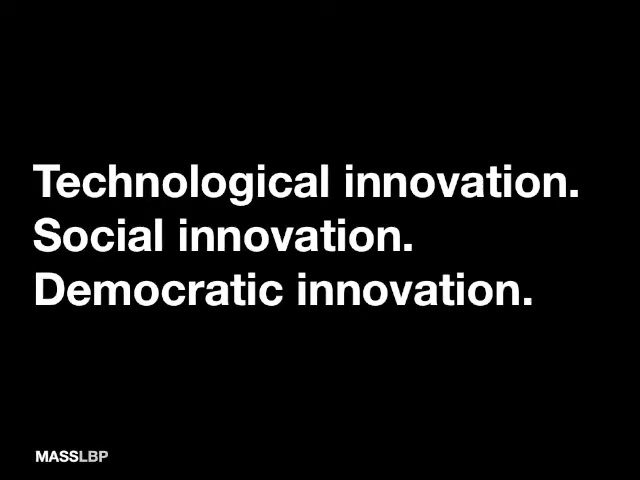 Technological innovation.
Social innovation.
Democratic innovation.
MASSLBP